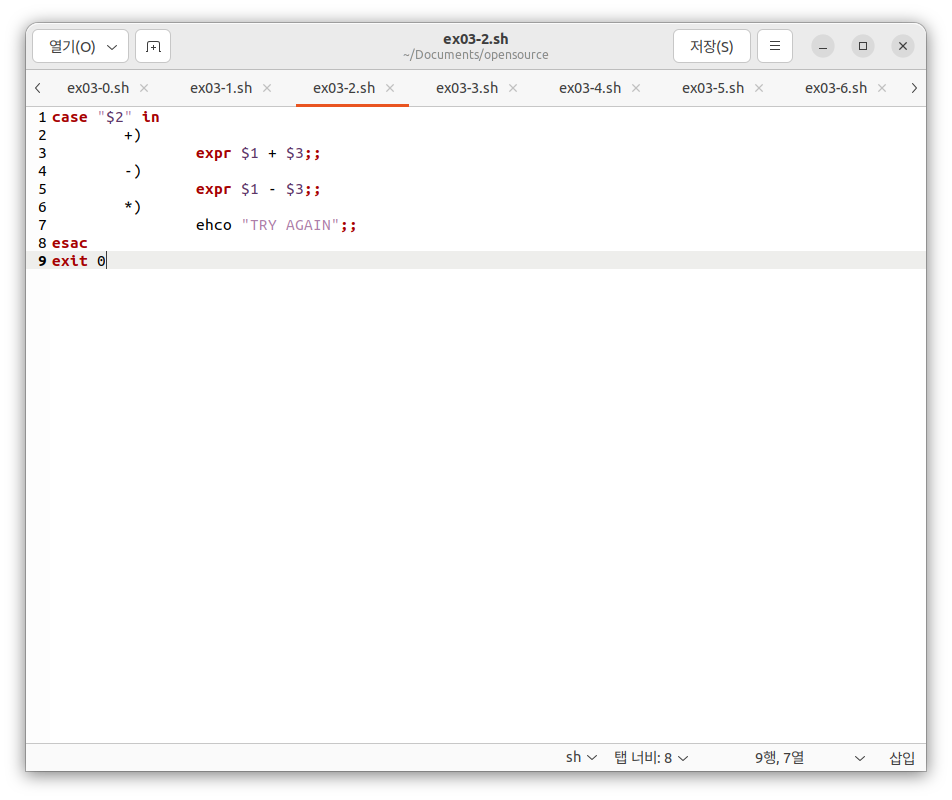 열기(O)
ex03-2.sh
~/Documents/opensource
저장(S)
ex03-0.sh
ex03-1.sh
ex03-2.sh
ex03-3.sh
ex03-4.sh
ex03-5.sh
ex03-6.sh
1 case "$2" in
2 +)
3 expr $1 + $3;;
4 -)
5 expr $1 - $3;;
6 *)
7 ehco "TRY AGAIN";;
8 esac
9 exit 0
sh
탭 너비: 8
9행, 7열
삽입